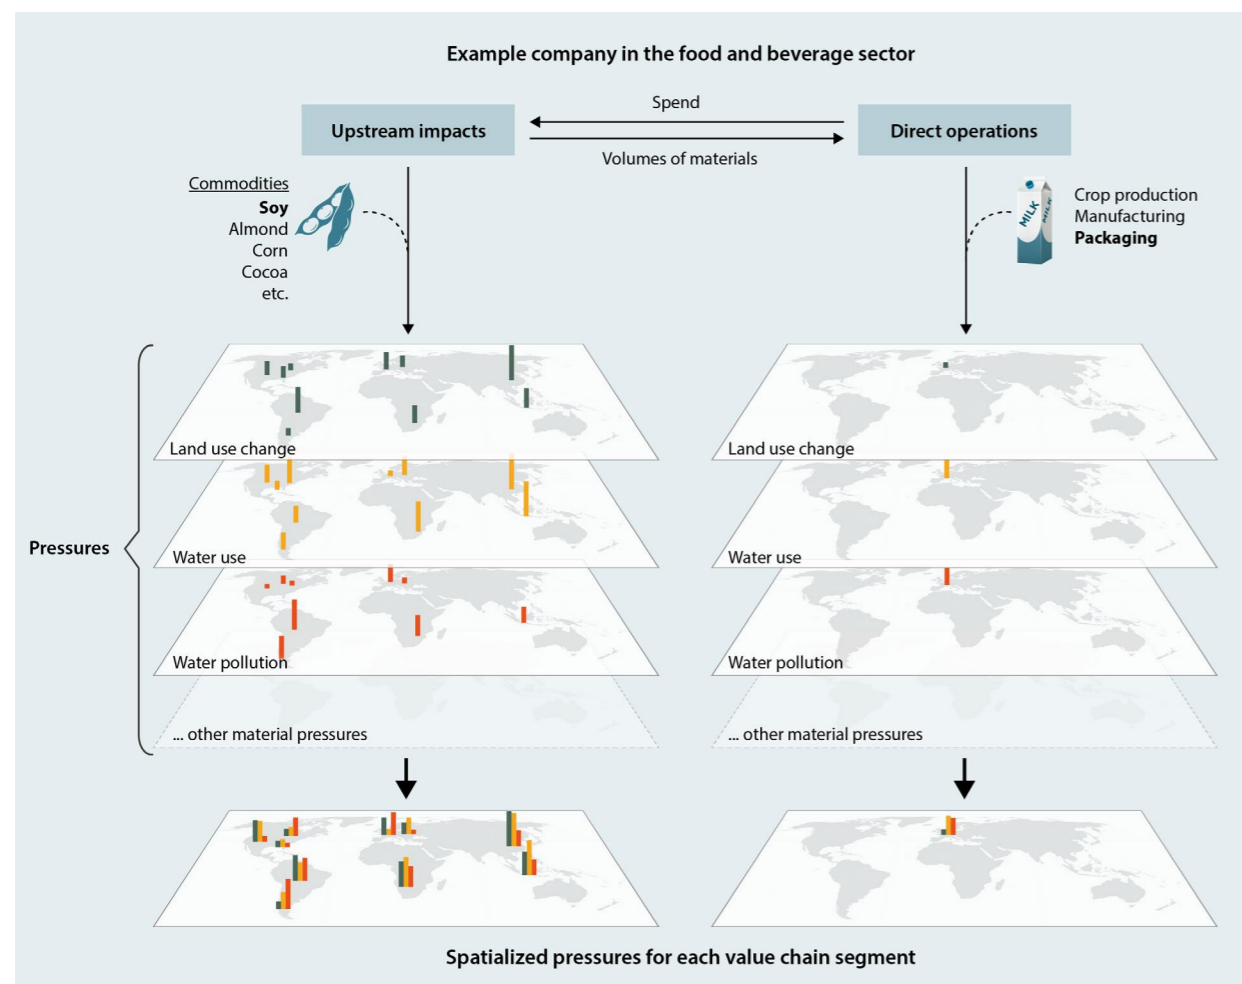 Example company in the food and beverage sector
Spend
Upstream impacts
Direct operations
Volumes of materials
Commodities
Soy
Almond
Corn
Cocoa
etc.
MILK
MILK
Crop production
Manufacturing
Packaging
Pressures
Land use change
Water use
Water pollution
... other material pressures
Land use change
Water use
Water pollution
... other material pressures
Spatialized pressures for each value chain segment